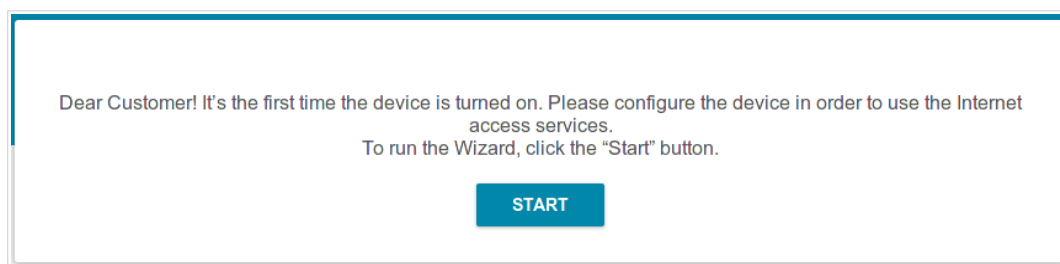 Dear Customer! It’s the first time the device is turned on. Please configure the device in order to use the Internet
access services.
To run the Wizard, click the “Start” button.
START